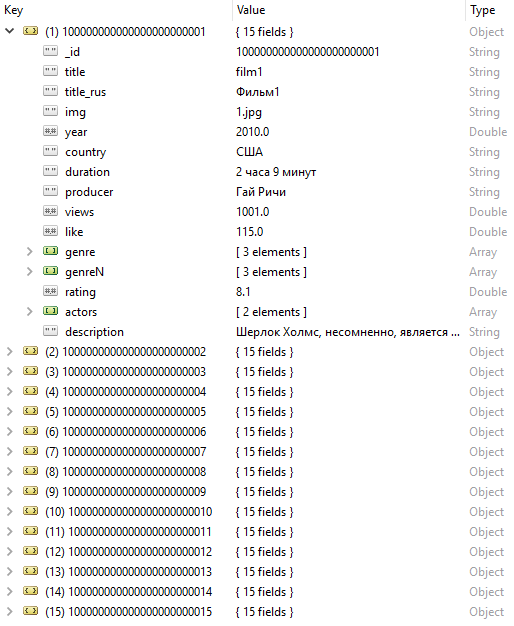 Key Value Type
(1) 100000000000000000000001 { 15 fields } Object
_id 100000000000000000000001 String
title film1 String
title_rus Фильм1 String
img 1.jpg String
year 2010.0 Double
country США String
duration 2 часа 9 минут String
producer Гай Ричи String
views 1001.0 Double
like 115.0 Double
genre [ 3 elements ] Array
genreN [ 3 elements ] Array
rating 8.1 Double
actors [ 2 elements ] Array
description Шерлок Холмс, несомненно, является ... String
(2) 100000000000000000000002 { 15 fields } Object
(3) 100000000000000000000003 { 15 fields } Object
(4) 100000000000000000000004 { 15 fields } Object
(5) 100000000000000000000005 { 15 fields } Object
(6) 100000000000000000000006 { 15 fields } Object
(7) 100000000000000000000007 { 15 fields } Object
(8) 100000000000000000000008 { 15 fields } Object
(9) 100000000000000000000009 { 15 fields } Object
(10) 100000000000000000000010 { 15 fields } Object
(11) 100000000000000000000011 { 15 fields } Object
(12) 100000000000000000000012 { 15 fields } Object
(13) 100000000000000000000013 { 15 fields } Object
(14) 100000000000000000000014 { 15 fields } Object
(15) 100000000000000000000015 { 15 fields } Object